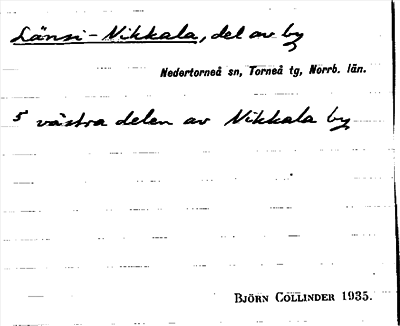 Länsi-Nikkala, del av by
Nedertorneå sn, Torneå tg, Norrb. län.
5 västra delen av Nikkala by
BJÖRN COLLINDER 1935.